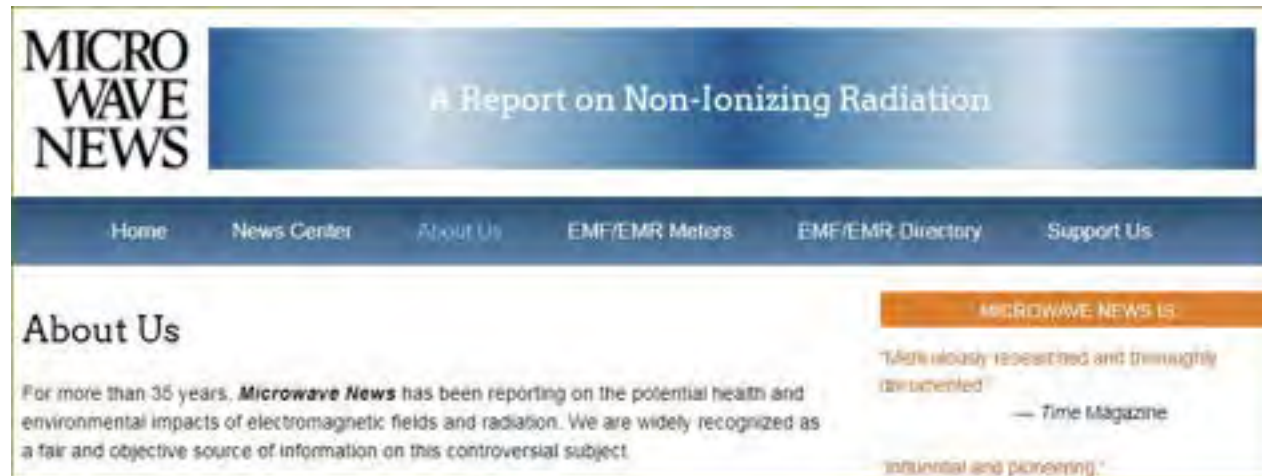 MICRO
WAVE
NEWS
A Report on Non-Ionizing Radiation
Home News Center About Us EMF/EMR Meters EMF/EMR Directory Support Us
About Us
For more than 35 years, Microwave News has been reporting on the potential health and
environmental impacts of electromagnetic fields and radiation. We are widely recognized as
a fair and objective source of information on this controversial subject.
MICROWAVE NEWS IS
"Meticulously researched and thoroughly
documented"
— Time Magazine
"Influential and pioneering."